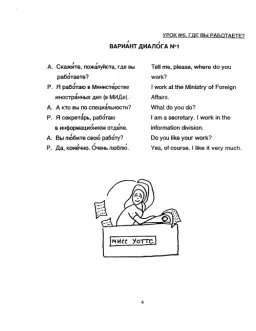 УРОК №5, ГДЕ ВЫ РАБОТАЕТЕ?
ВАРИА́НТ ДИАЛО́ГА №1
А. Скажи́те, пожа́луйста, где вы Tell me, please, where do you
рабо́таете? work?
Р. Я рабо́таю в Министе́рстве I work at the Ministry of Foreign
иностра́нных дел (в МИДе). Affairs.
А. А кто вы по специа́льности? What do you do?
Р. Я секрета́рь, рабо́таю I am a secretary. I work in the
в информацио́нном отде́ле. information division.
А. Вы лю́бите свою́ рабо́ту? Do you like your work?
Р. Да, коне́чно. О́чень люблю́. Yes, of course. I like it very much.
МИСС УОТТС
4